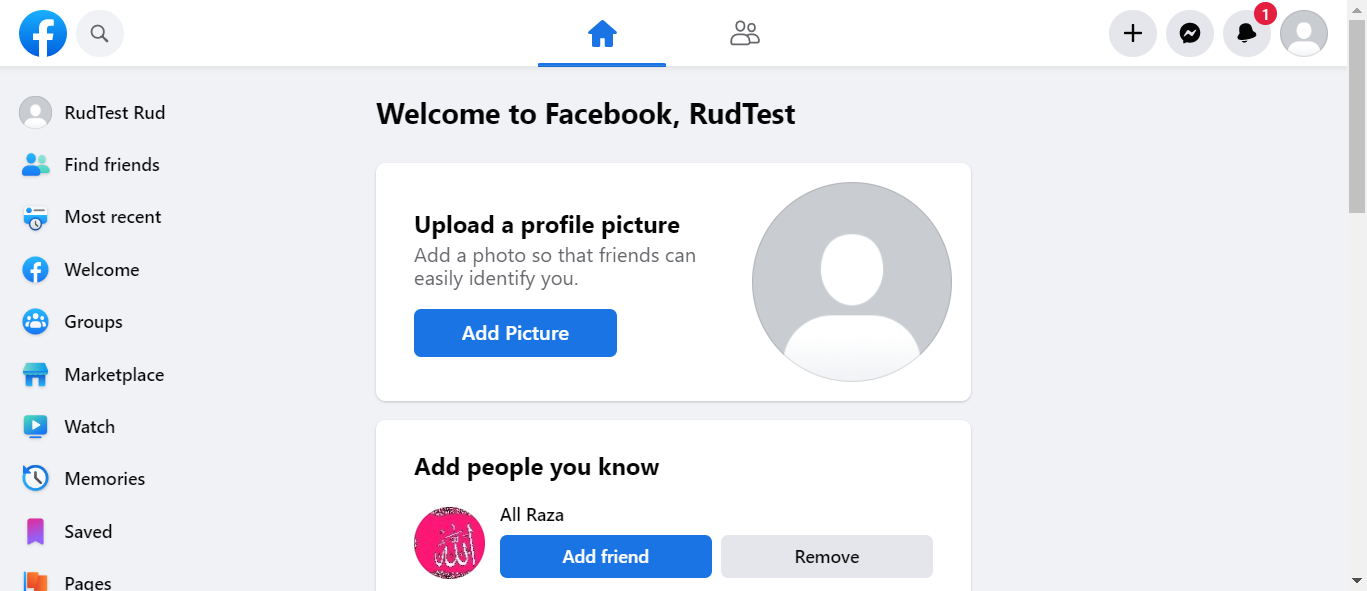 1
RudTest Rud
Find friends
Most recent
Welcome
Groups
Marketplace
Watch
Memories
Saved
Pages
Welcome to Facebook, RudTest
Upload a profile picture
Add a photo so that friends can
easily identify you.
Add Picture
Add people you know
الله
All Raza
Add friend
Remove